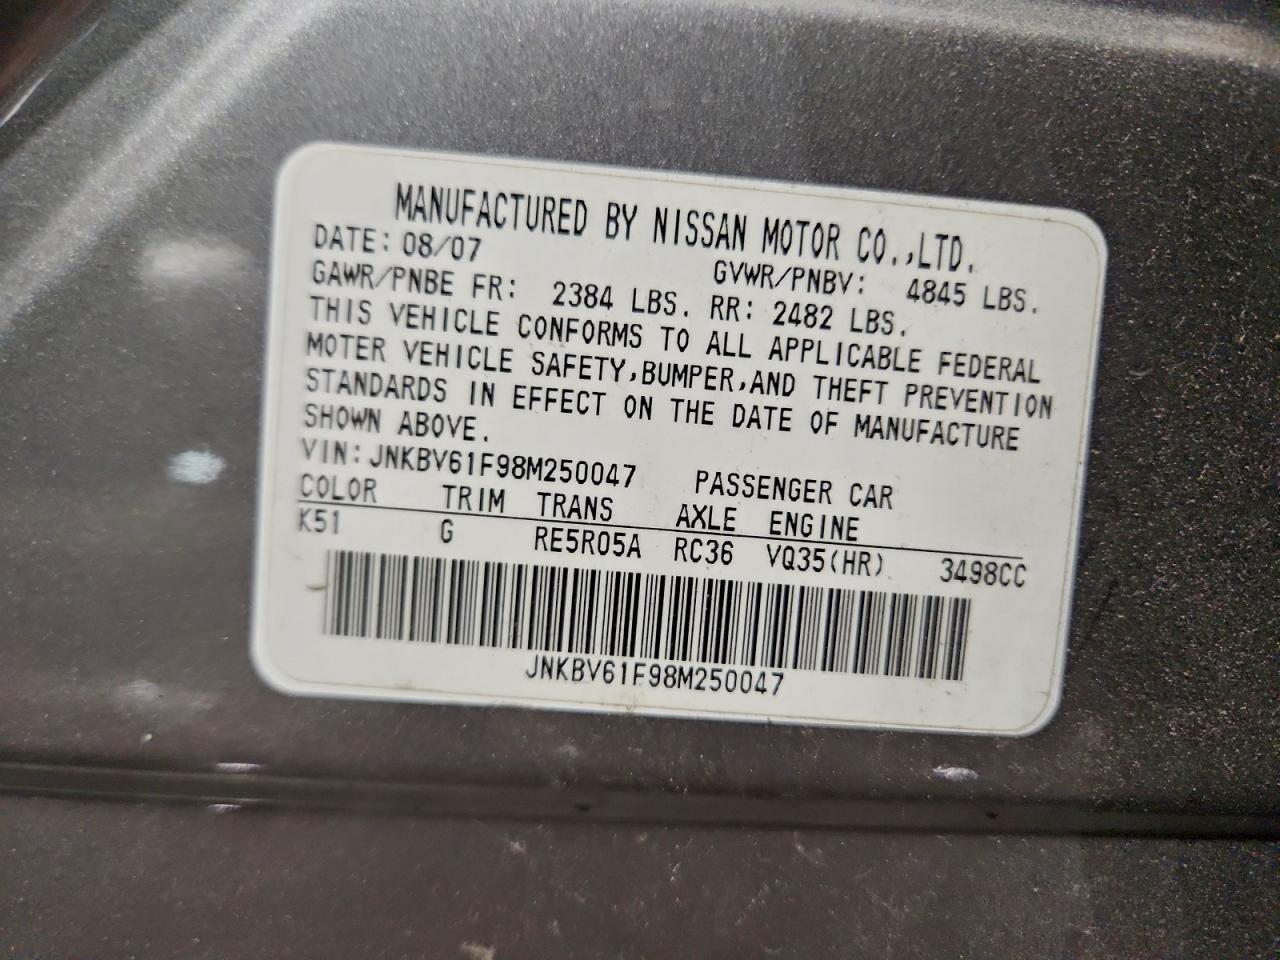 MANUFACTURED BY NISSAN MOTOR CO.,LTD.
DATE: 08/07 GVWR/PNBV: 4845 LBS.
GAWR/PNBE FR: 2384 LBS. RR: 2482 LBS.
THIS VEHICLE CONFORMS TO ALL APPLICABLE FEDERAL
MOTER VEHICLE SAFETY,BUMPER,AND THEFT PREVENTION
STANDARDS IN EFFECT ON THE DATE OF MANUFACTURE
SHOWN ABOVE.
VIN:JNKBV61F98M250047 PASSENGER CAR
COLOR TRIM TRANS AXLE ENGINE
K51 G RE5R05A RC36 VQ35(HR) 3498CC
JNKBV61F98M250047